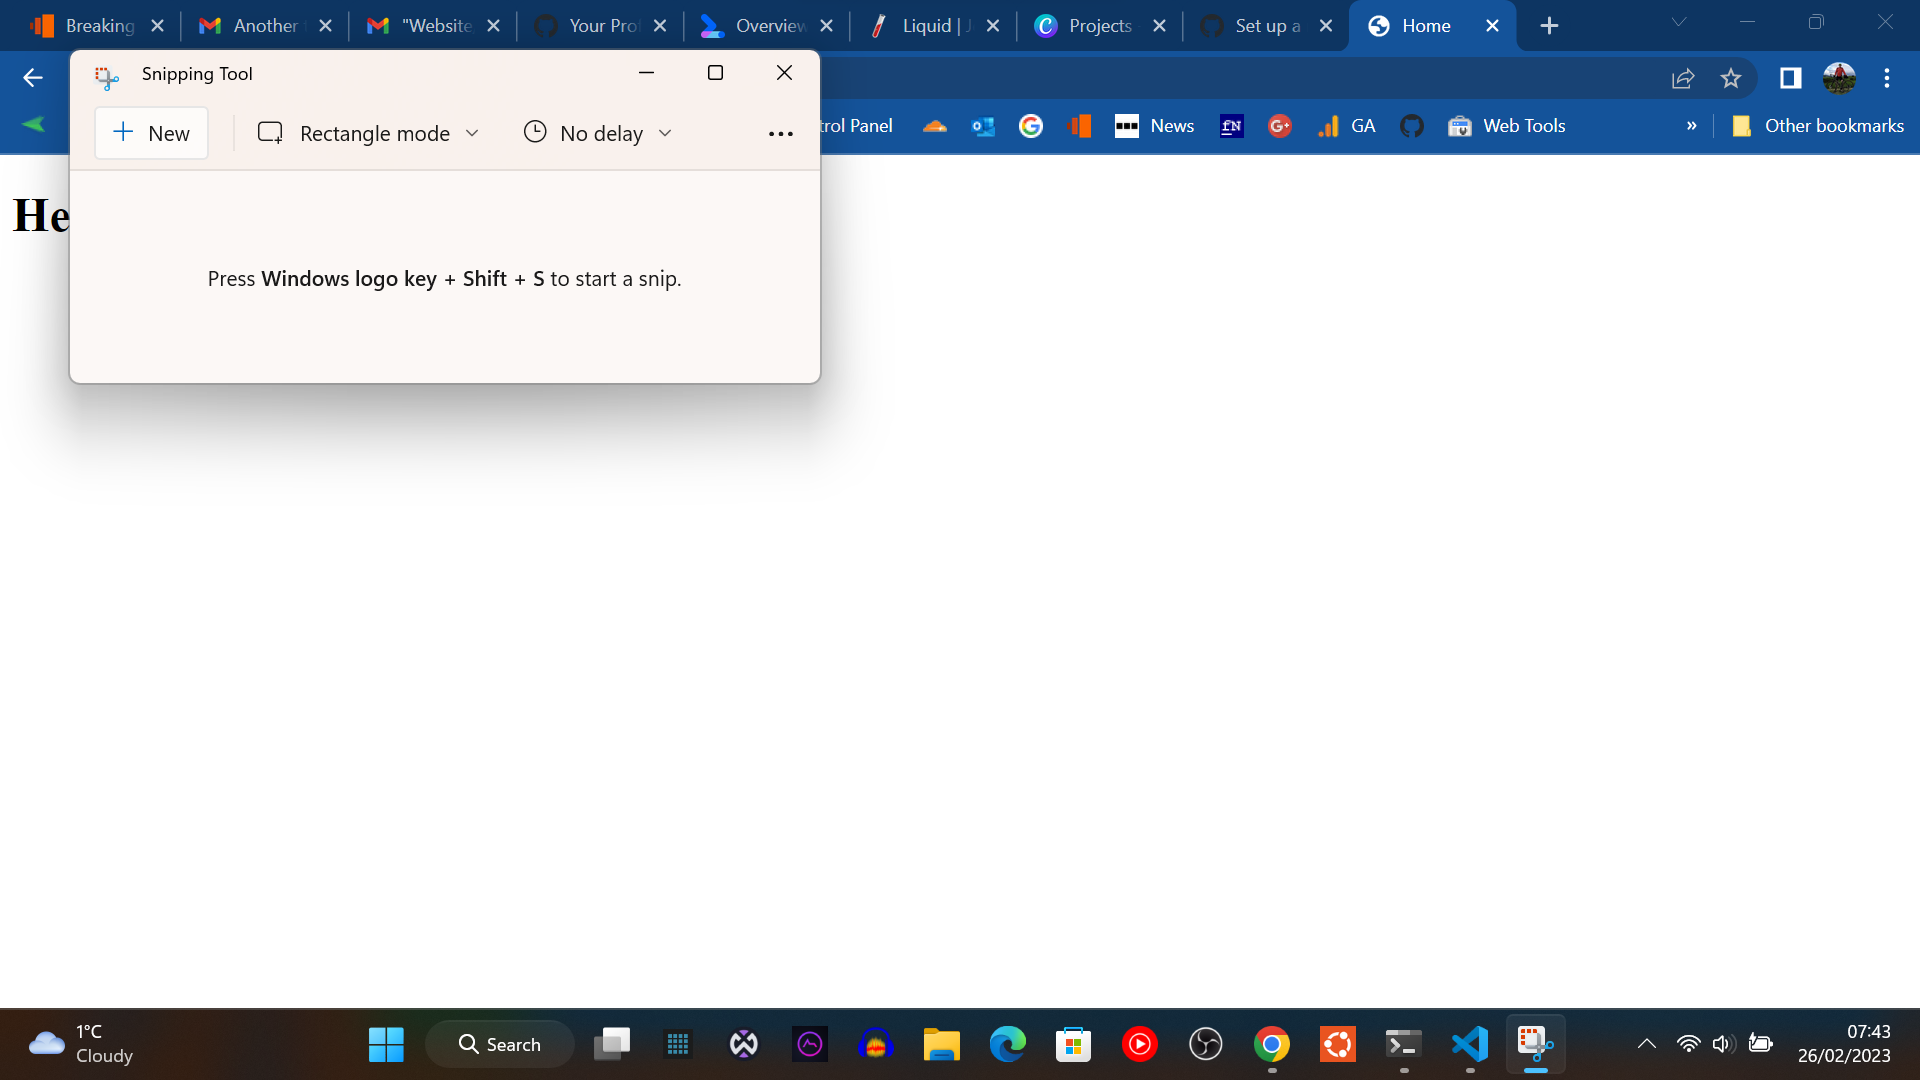 Breaking
Another
"Website
Your Pro
Overview
Liquid | J
Projects
Set up a
Home
Snipping Tool
New
Rectangle mode
No delay
trol Panel
News
fN
GA
Web Tools
»
Other bookmarks
He
Press Windows logo key + Shift + S to start a snip.
1°C
Cloudy
Search
07:43
26/02/2023